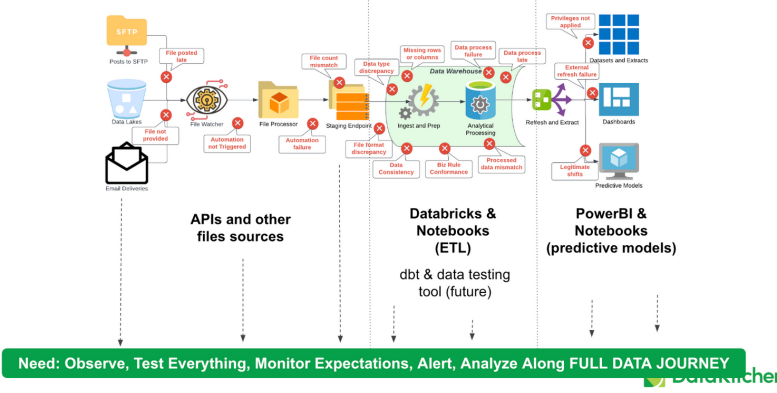 SFTP
Posts to SFTP
File posted
late
Data Lakes
File not
provided
Email Deliveries
File Watcher
Automation
not Triggered
File Processor
Automation
failure
File count
mismatch
Staging Endpoint
File format
discrepancy
Data type
discrepancy
Missing rows
or columns
Data process
failure
Data process
late
Data Warehouse
Ingest and Prep
Analytical
Processing
Data
Consistency
Biz Rule
Conformance
Processed
data mismatch
Refresh and Extract
Privileges not
applied
Datasets and Extracts
External
refresh failure
Dashboards
Legitimate
shifts
Predictive Models
APIs and other
files sources
Databricks &
Notebooks
(ETL)
dbt & data testing
tool (future)
PowerBI &
Notebooks
(predictive models)
Need: Observe, Test Everything, Monitor Expectations, Alert, Analyze Along FULL DATA JOURNEY
DataKitchen